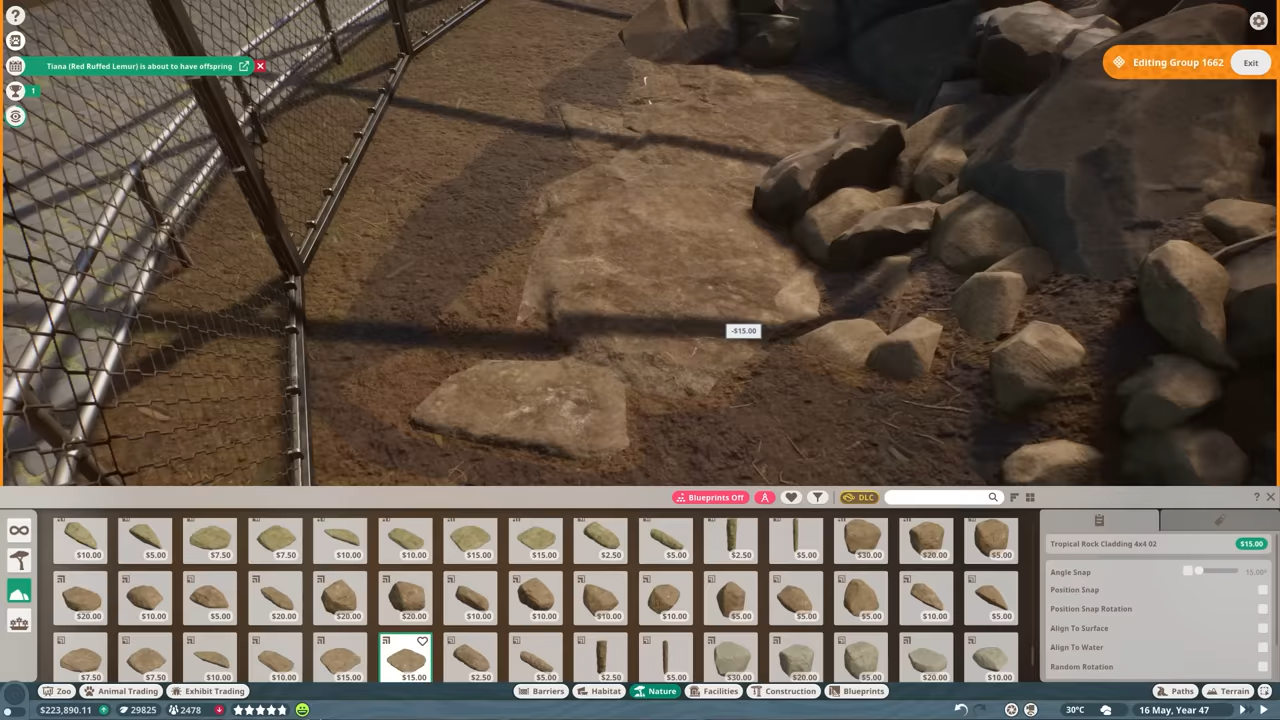 ?
Tiana (Red Ruffed Lemur) is about to have offspring
1
Editing Group 1662
Exit
-$15.00
Blueprints Off
DLC
?
$10.00 $5.00 $7.50 $7.50 $10.00 $10.00 $15.00 $15.00 $2.50 $5.00 $2.50 $5.00 $30.00 $20.00 $5.00
$20.00 $10.00 $5.00 $20.00 $20.00 $20.00 $10.00 $10.00 $10.00 $10.00 $5.00 $5.00 $5.00 $10.00 $5.00
$7.50 $7.50 $10.00 $10.00 $15.00 $15.00 $2.50 $5.00 $2.50 $5.00 $30.00 $20.00 $5.00 $20.00 $10.00
Tropical Rock Cladding 4x4 02 $15.00
Angle Snap 15.00°
Position Snap
Position Snap Rotation
Align To Surface
Align To Water
Random Rotation
Zoo Animal Trading Exhibit Trading Barriers Habitat Nature Facilities Construction Blueprints Paths Terrain
$223,890.11 29825 2478 30°C 16 May, Year 47